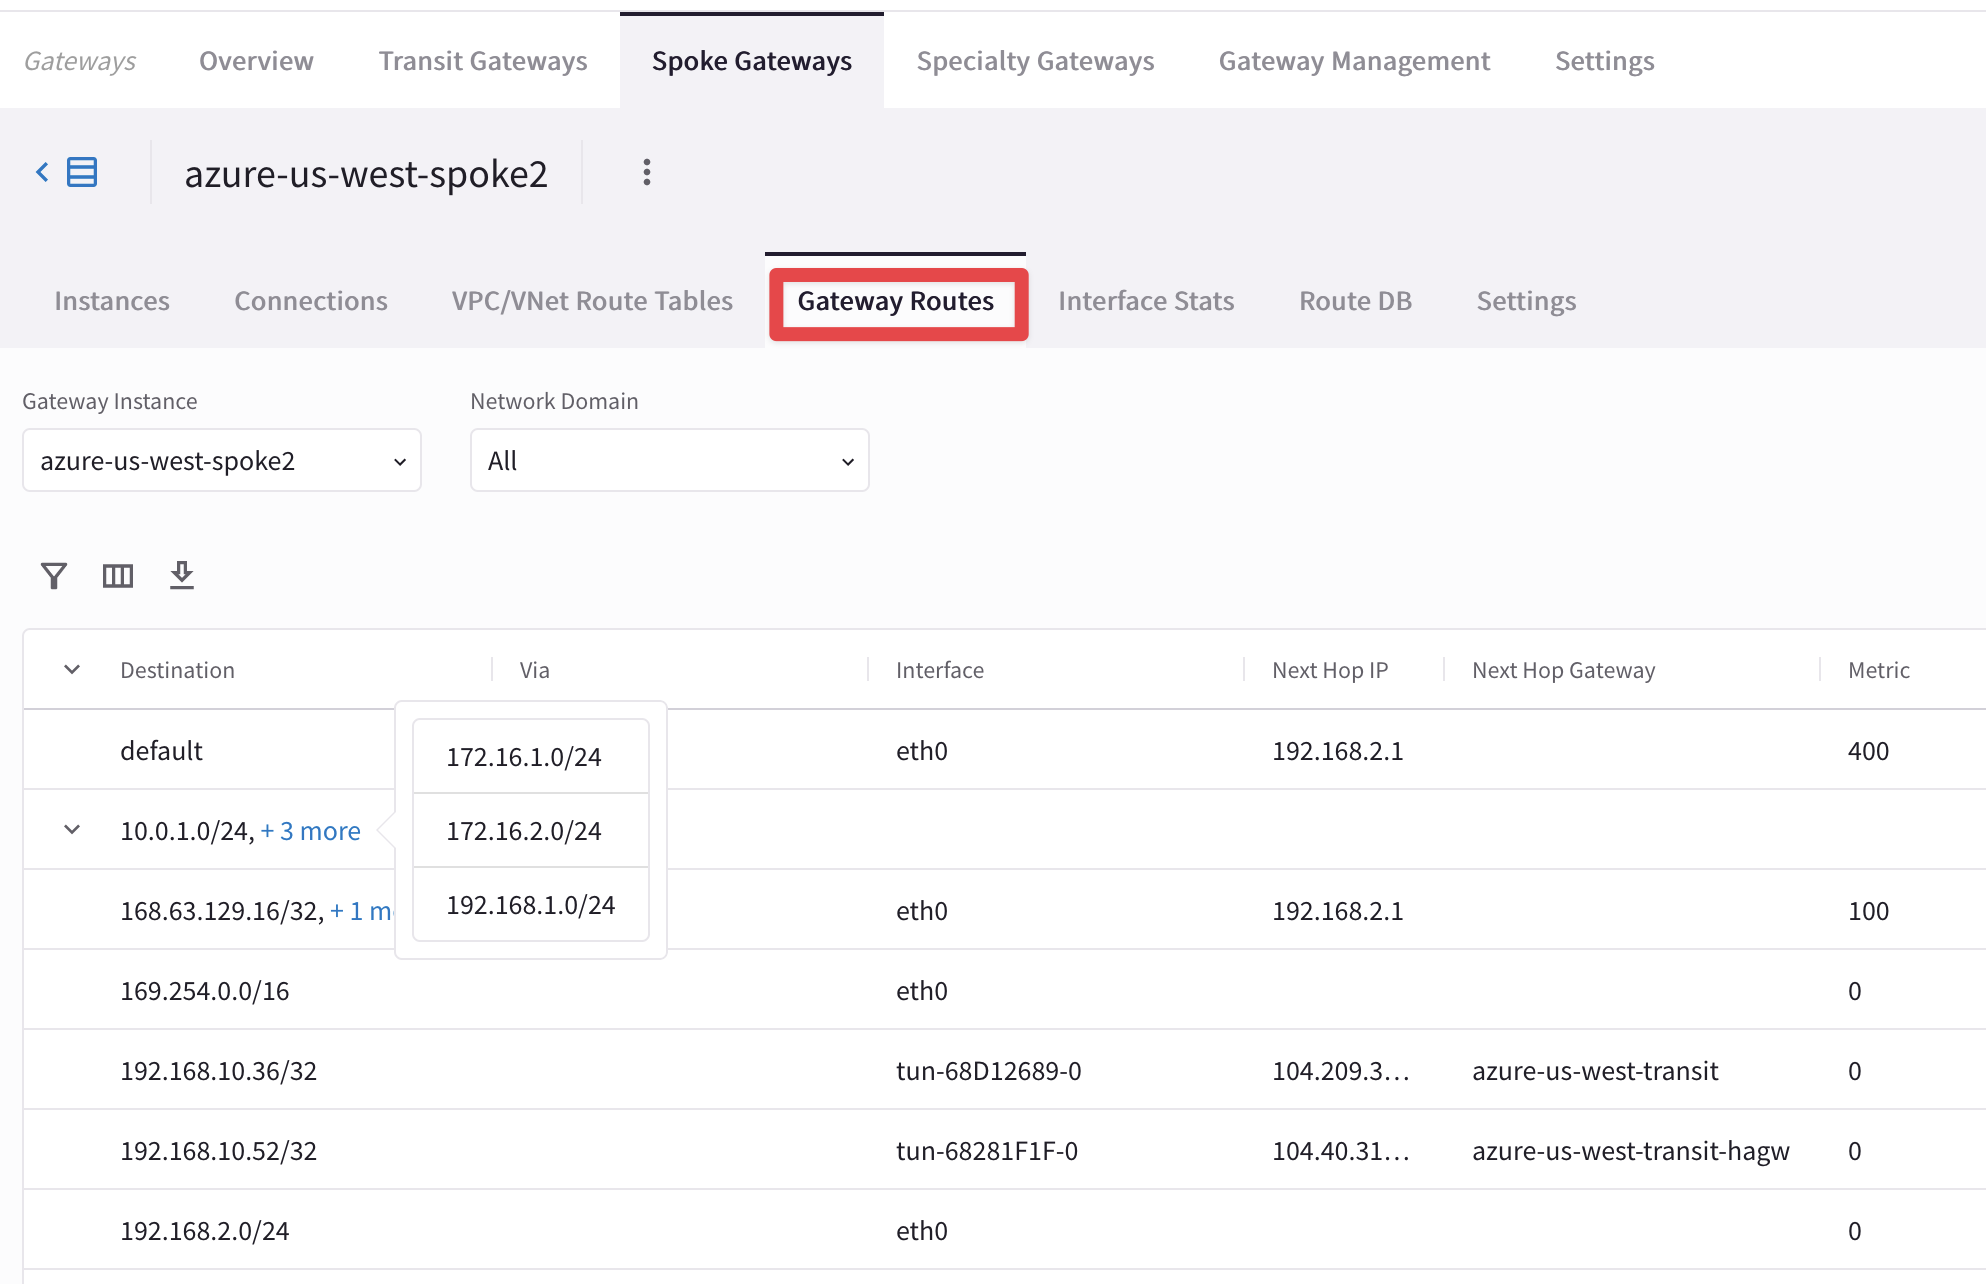 Gateways Overview Transit Gateways Spoke Gateways Specialty Gateways Gateway Management Settings
azure-us-west-spoke2
Instances Connections VPC/VNet Route Tables Gateway Routes Interface Stats Route DB Settings
Gateway Instance Network Domain
azure-us-west-spoke2 All
Destination Via Interface Next Hop IP Next Hop Gateway Metric
default eth0 192.168.2.1 400
172.16.1.0/24
10.0.1.0/24, + 3 more
172.16.2.0/24
168.63.129.16/32, + 1 eth0 192.168.2.1 100
192.168.1.0/24
169.254.0.0/16 eth0 0
192.168.10.36/32 tun-68D12689-0 104.209.3... azure-us-west-transit 0
192.168.10.52/32 tun-68281F1F-0 104.40.31... azure-us-west-transit-hagw 0
192.168.2.0/24 eth0 0